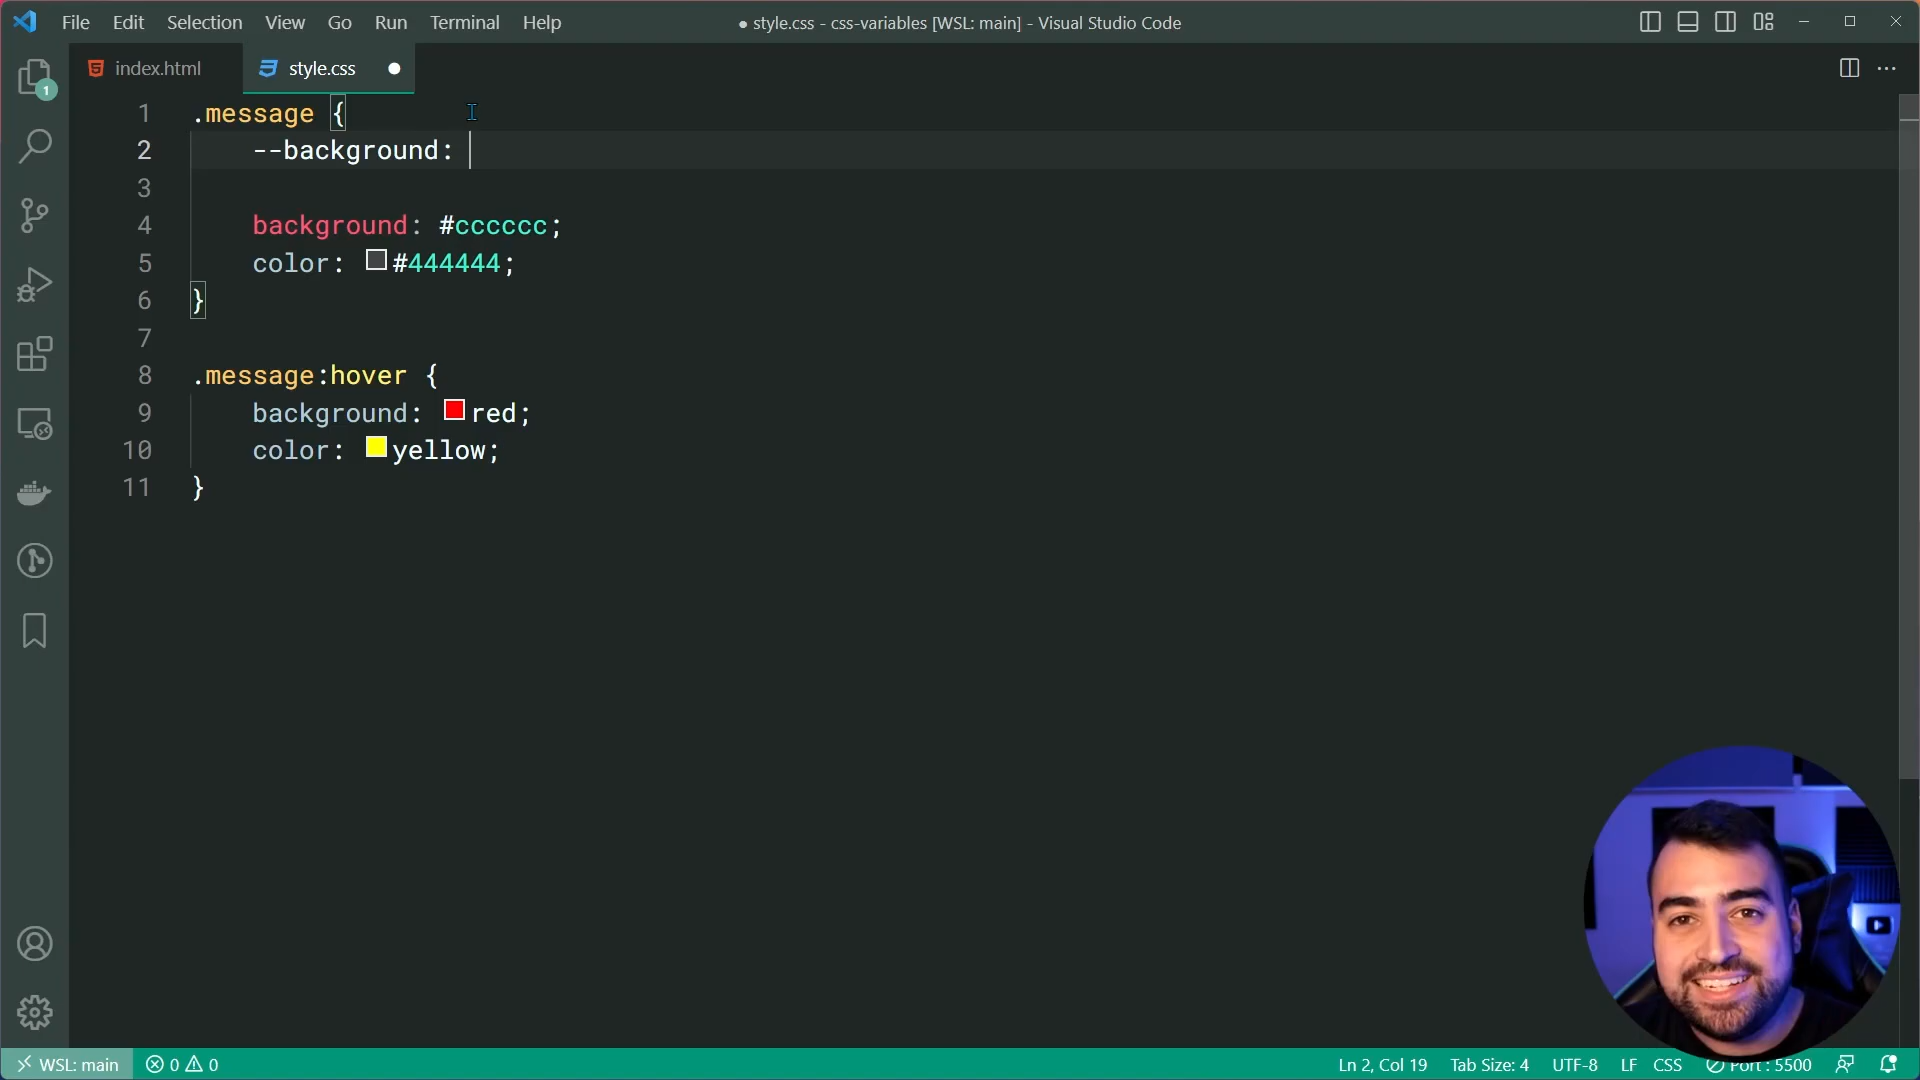 File Edit Selection View Go Run Terminal Help
● style.css - css-variables [WSL: main] - Visual Studio Code
index.html style.css ●
1 .message {
2 --background:
3
4 background: #cccccc;
5 color: #444444;
6 }
7
8 .message:hover {
9 background: red;
10 color: yellow;
11 }
1
WSL: main 0 0 Ln 2, Col 19 Tab Size: 4 UTF-8 LF CSS Port : 5500